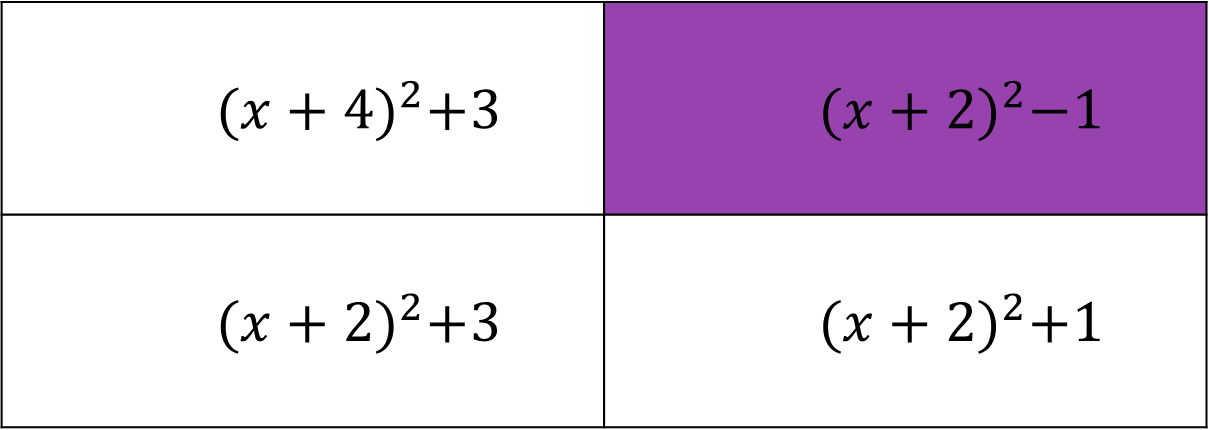 (x + 4)²+3
(x + 2)²−1
(x + 2)²+3
(x + 2)²+1